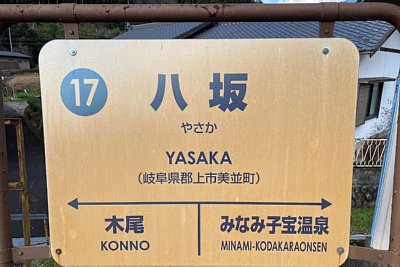 17 八坂
やさか
YASAKA
(岐阜県郡上市美並町)
木尾 みなみ子宝温泉
KONNO MINAMI-KODAKARAONSEN